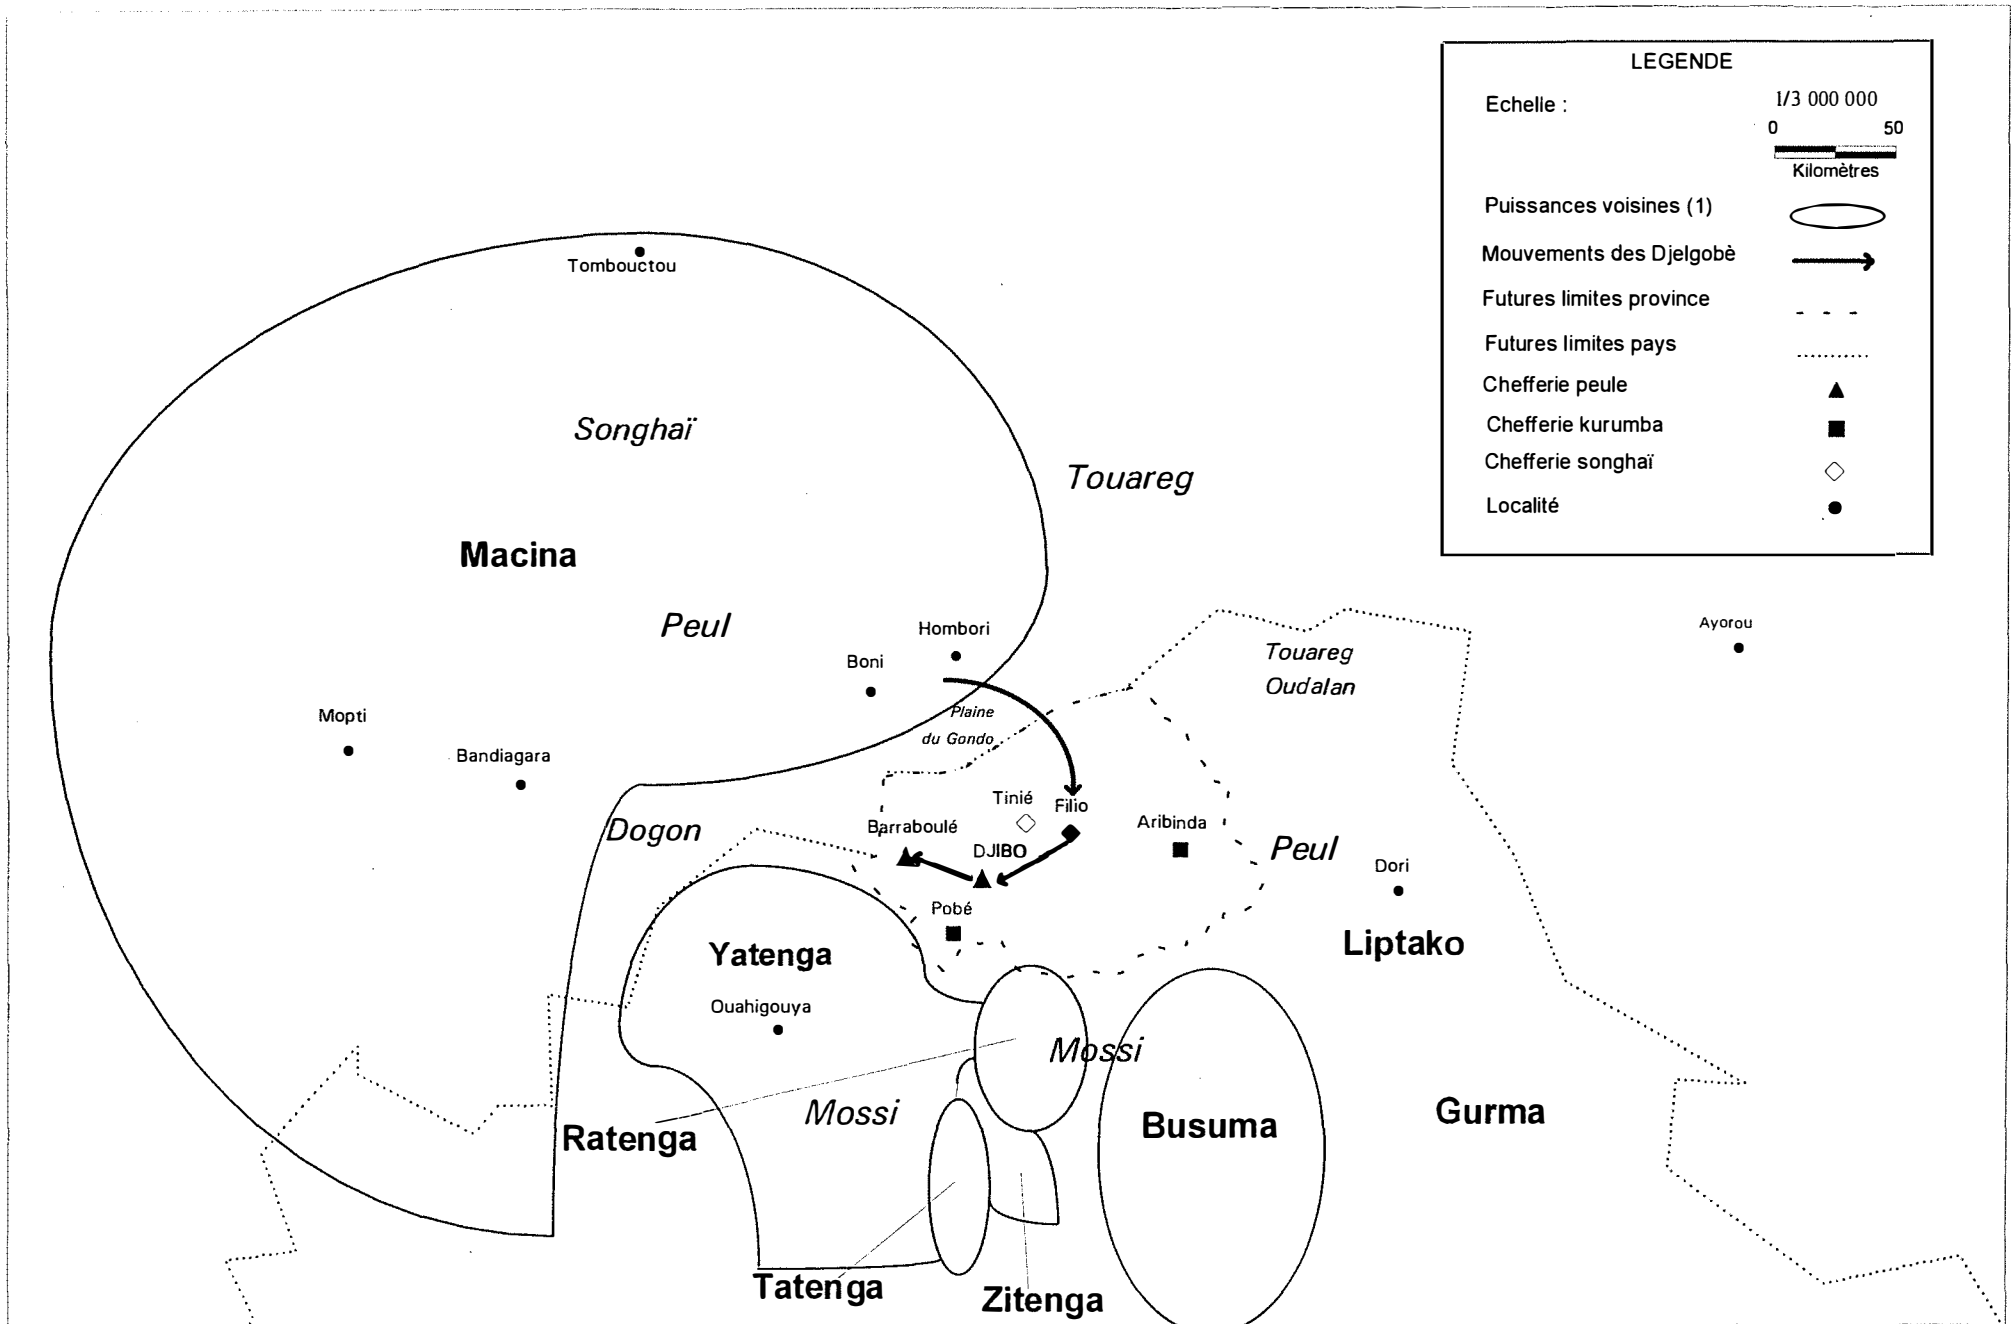 LEGENDE
Echelle :
1/3 000 000
0 50
Kilomètres
Puissances voisines (1)
Mouvements des Djelgobè
Futures limites province
Futures limites pays
Chefferie peule
Chefferie kurumba
Chefferie songhaï
Localité
Tombouctou
Songhaï
Touareg
Macina
Peul
Hombori
Boni
Ayorou
Touareg
Oudalan
Mopti
Plaine
du Gondo
Bandiagara
Tinié
Filio
Dogon
Barraboulé
Aribinda
DJIBO
Peul
Dori
Pobé
Yatenga
Liptako
Ouahigouya
Mossi
Mossi
Ratenga
Busuma
Gurma
Tatenga
Zitenga